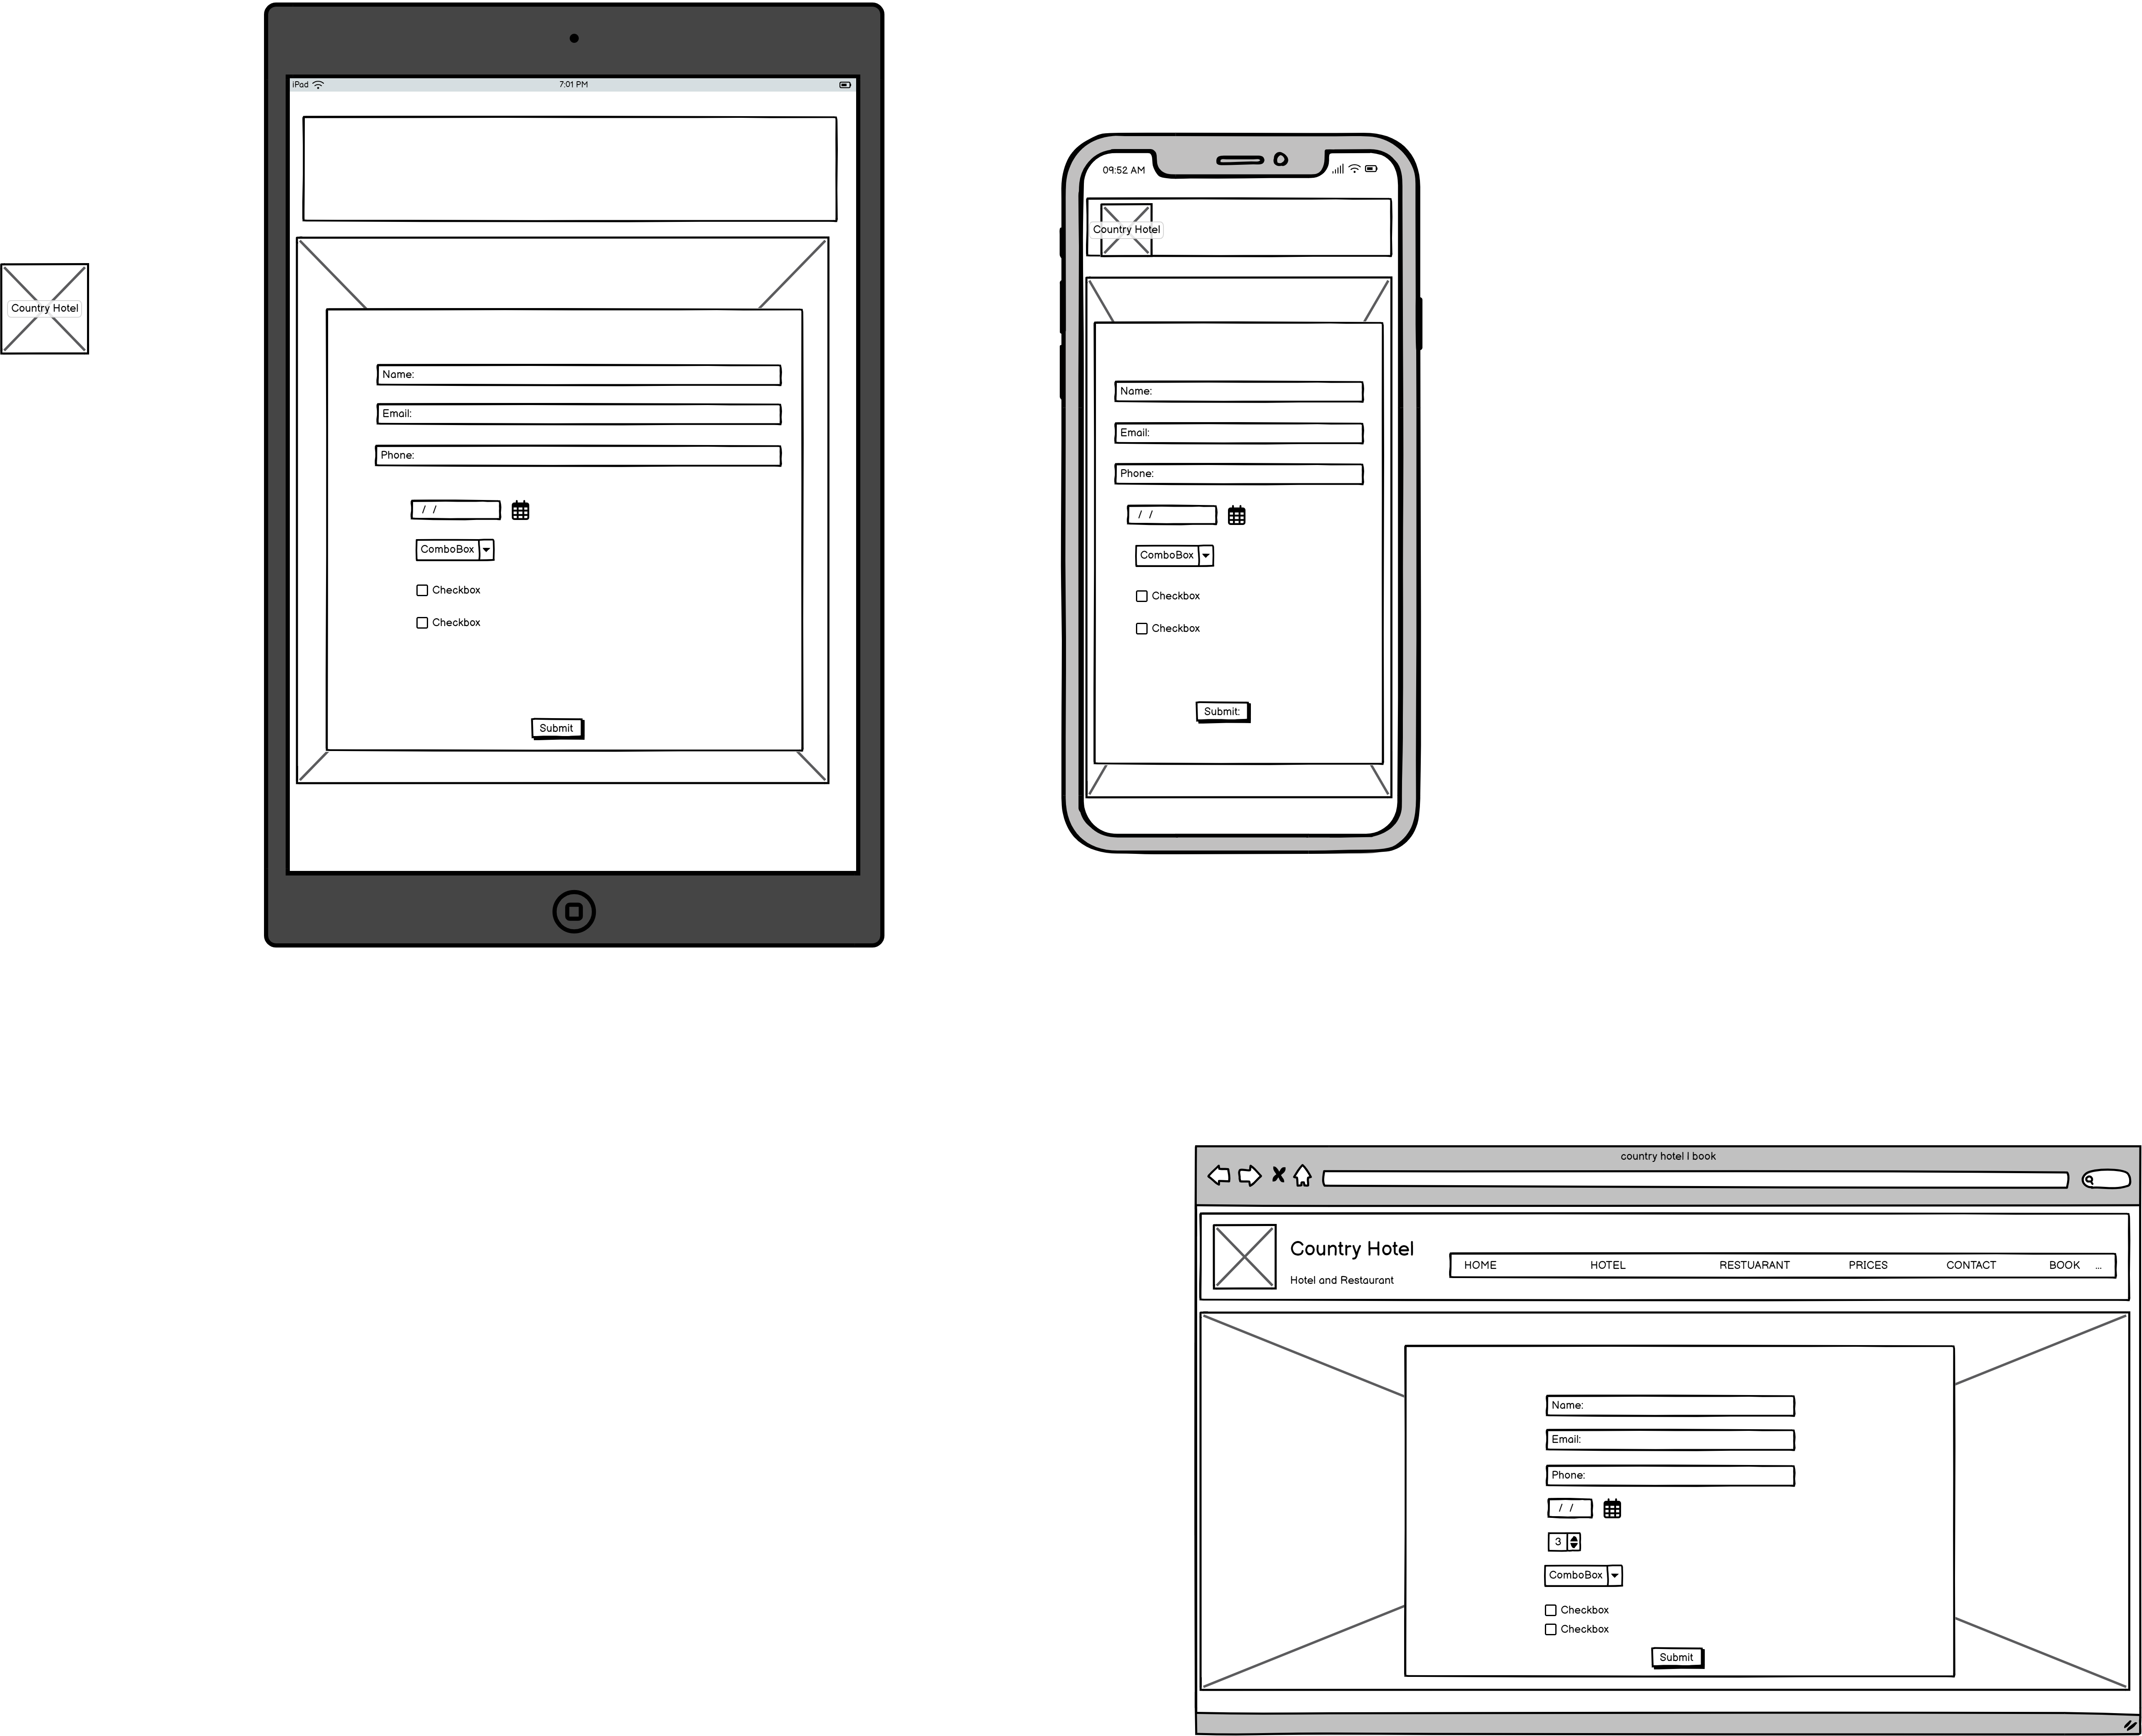 iPad 7:01 PM
Country Hotel
Name:
Email:
Phone:
/ /
ComboBox
Checkbox
Checkbox
Submit
09:52 AM
Country Hotel
Name:
Email:
Phone:
/ /
ComboBox
Checkbox
Checkbox
Submit:
country hotel | book
Country Hotel
Hotel and Restaurant
HOME HOTEL RESTUARANT PRICES CONTACT BOOK ...
Name:
Email:
Phone:
/ /
3
ComboBox
Checkbox
Checkbox
Submit